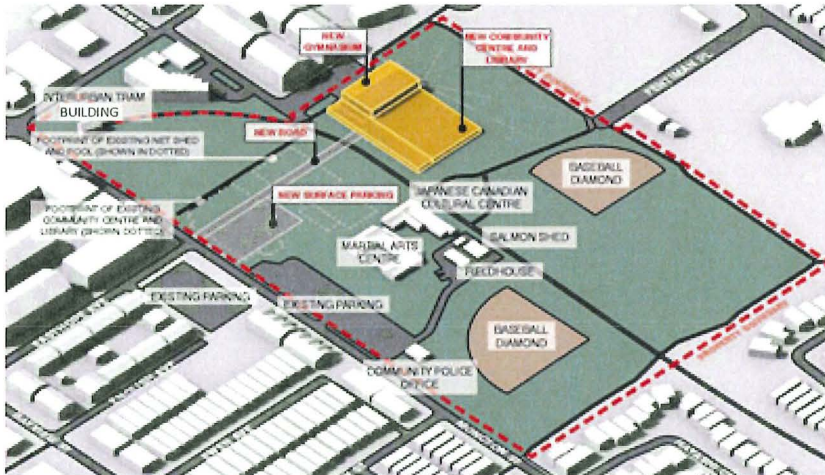 NEW
GYMNASIUM
NEW COMMUNITY
CENTRE AND
LIBRARY
INTERURBAN TRAM
BUILDING
NEW ROAD
FOOTPRINT OF EXISTING NET SHED
AND POOL (SHOWN IN DOTTED)
BASEBALL
DIAMOND
NEW SURFACE PARKING
JAPANESE CANADIAN
CULTURAL CENTRE
FOOTPRINT OF EXISTING
COMMUNITY CENTRE AND
LIBRARY (SHOWN DOTTED)
SALMON SHED
MARTIAL ARTS
CENTRE
FIELDHOUSE
EXISTING PARKING
EXISTING PARKING
BASEBALL
DIAMOND
PROPERTY BOUNDARY
COMMUNITY POLICE
OFFICE